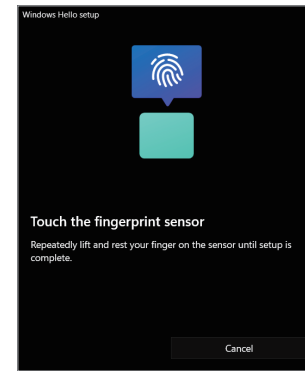 Windows Hello setup
Touch the fingerprint sensor
Repeatedly lift and rest your finger on the sensor until setup is
complete.
Cancel